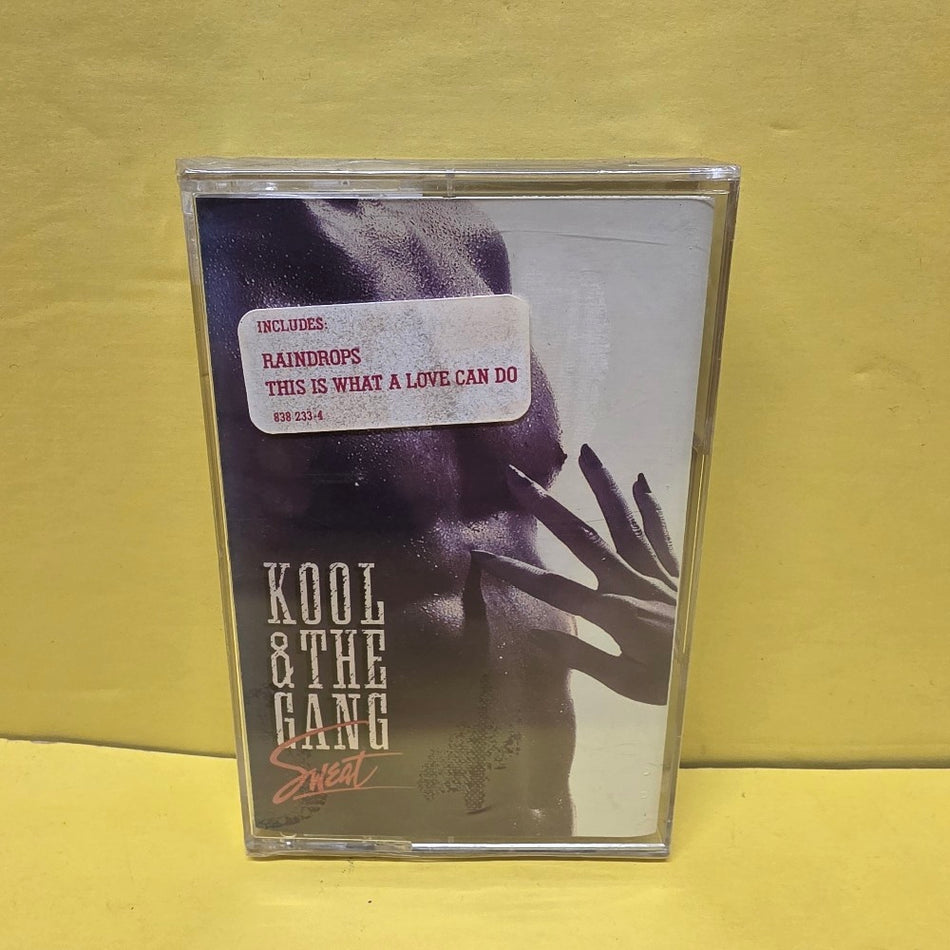 INCLUDES:
RAINDROPS
THIS IS WHAT A LOVE CAN DO
838 233-4
KOOL
& THE
GANG
Sweat